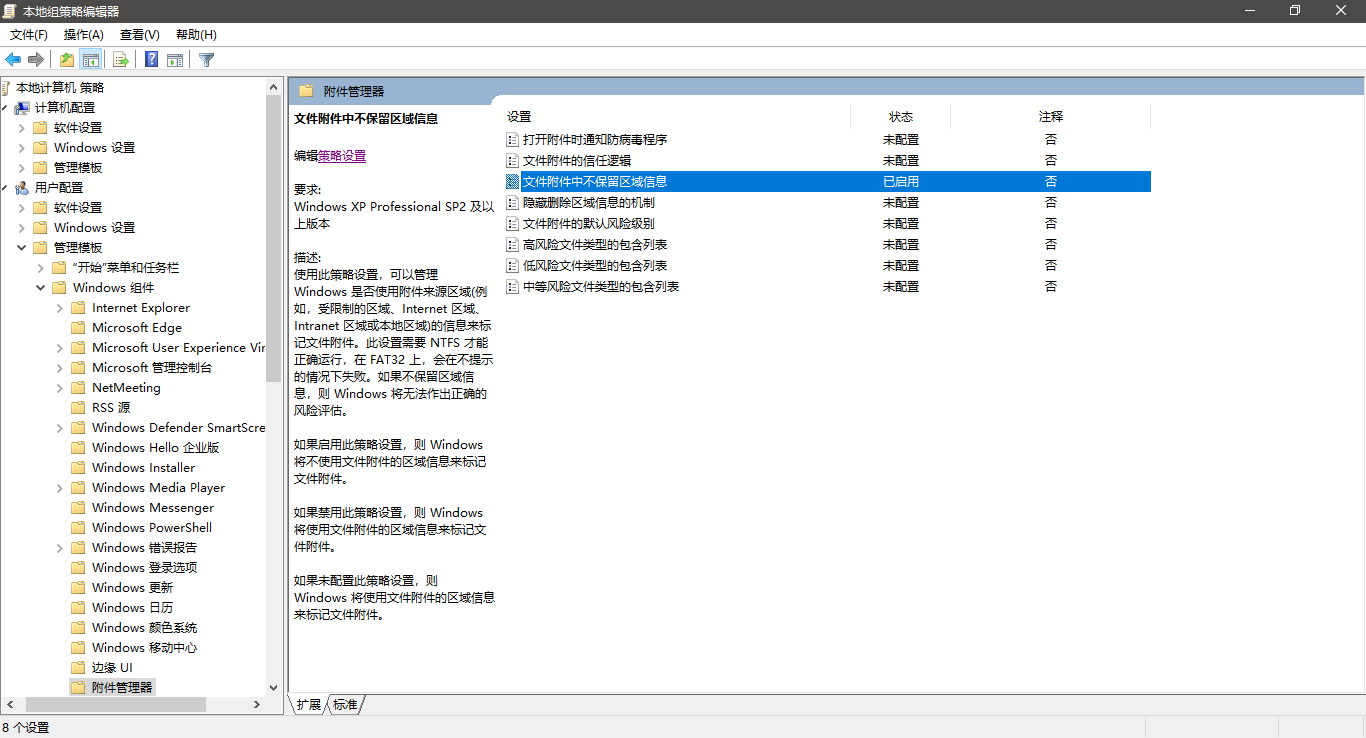 本地组策略编辑器
文件(F) 操作(A) 查看(V) 帮助(H)
本地计算机 策略
计算机配置
软件设置
Windows 设置
管理模板
用户配置
软件设置
Windows 设置
管理模板
“开始”菜单和任务栏
Windows 组件
Internet Explorer
Microsoft Edge
Microsoft User Experience Vir
Microsoft 管理控制台
NetMeeting
RSS 源
Windows Defender SmartScre
Windows Hello 企业版
Windows Installer
Windows Media Player
Windows Messenger
Windows PowerShell
Windows 错误报告
Windows 登录选项
Windows 更新
Windows 日历
Windows 颜色系统
Windows 移动中心
边缘 UI
附件管理器
附件管理器
文件附件中不保留区域信息
编辑策略设置
要求:
Windows XP Professional SP2 及以
上版本
描述:
使用此策略设置，可以管理
Windows 是否使用附件来源区域(例
如，受限制的区域、Internet 区域、
Intranet 区域或本地区域)的信息来标
记文件附件。此设置需要 NTFS 才能
正确运行，在 FAT32 上，会在不提示
的情况下失败。如果不保留区域信
息，则 Windows 将无法作出正确的
风险评估。
如果启用此策略设置，则 Windows
将不使用文件附件的区域信息来标记
文件附件。
如果禁用此策略设置，则 Windows
将使用文件附件的区域信息来标记文
件附件。
如果未配置此策略设置，则
Windows 将使用文件附件的区域信息
来标记文件附件。
设置 状态 注释
打开附件时通知防病毒程序 未配置 否
文件附件的信任逻辑 未配置 否
文件附件中不保留区域信息 已启用 否
隐藏删除区域信息的机制 未配置 否
文件附件的默认风险级别 未配置 否
高风险文件类型的包含列表 未配置 否
低风险文件类型的包含列表 未配置 否
中等风险文件类型的包含列表 未配置 否
扩展 标准
8 个设置